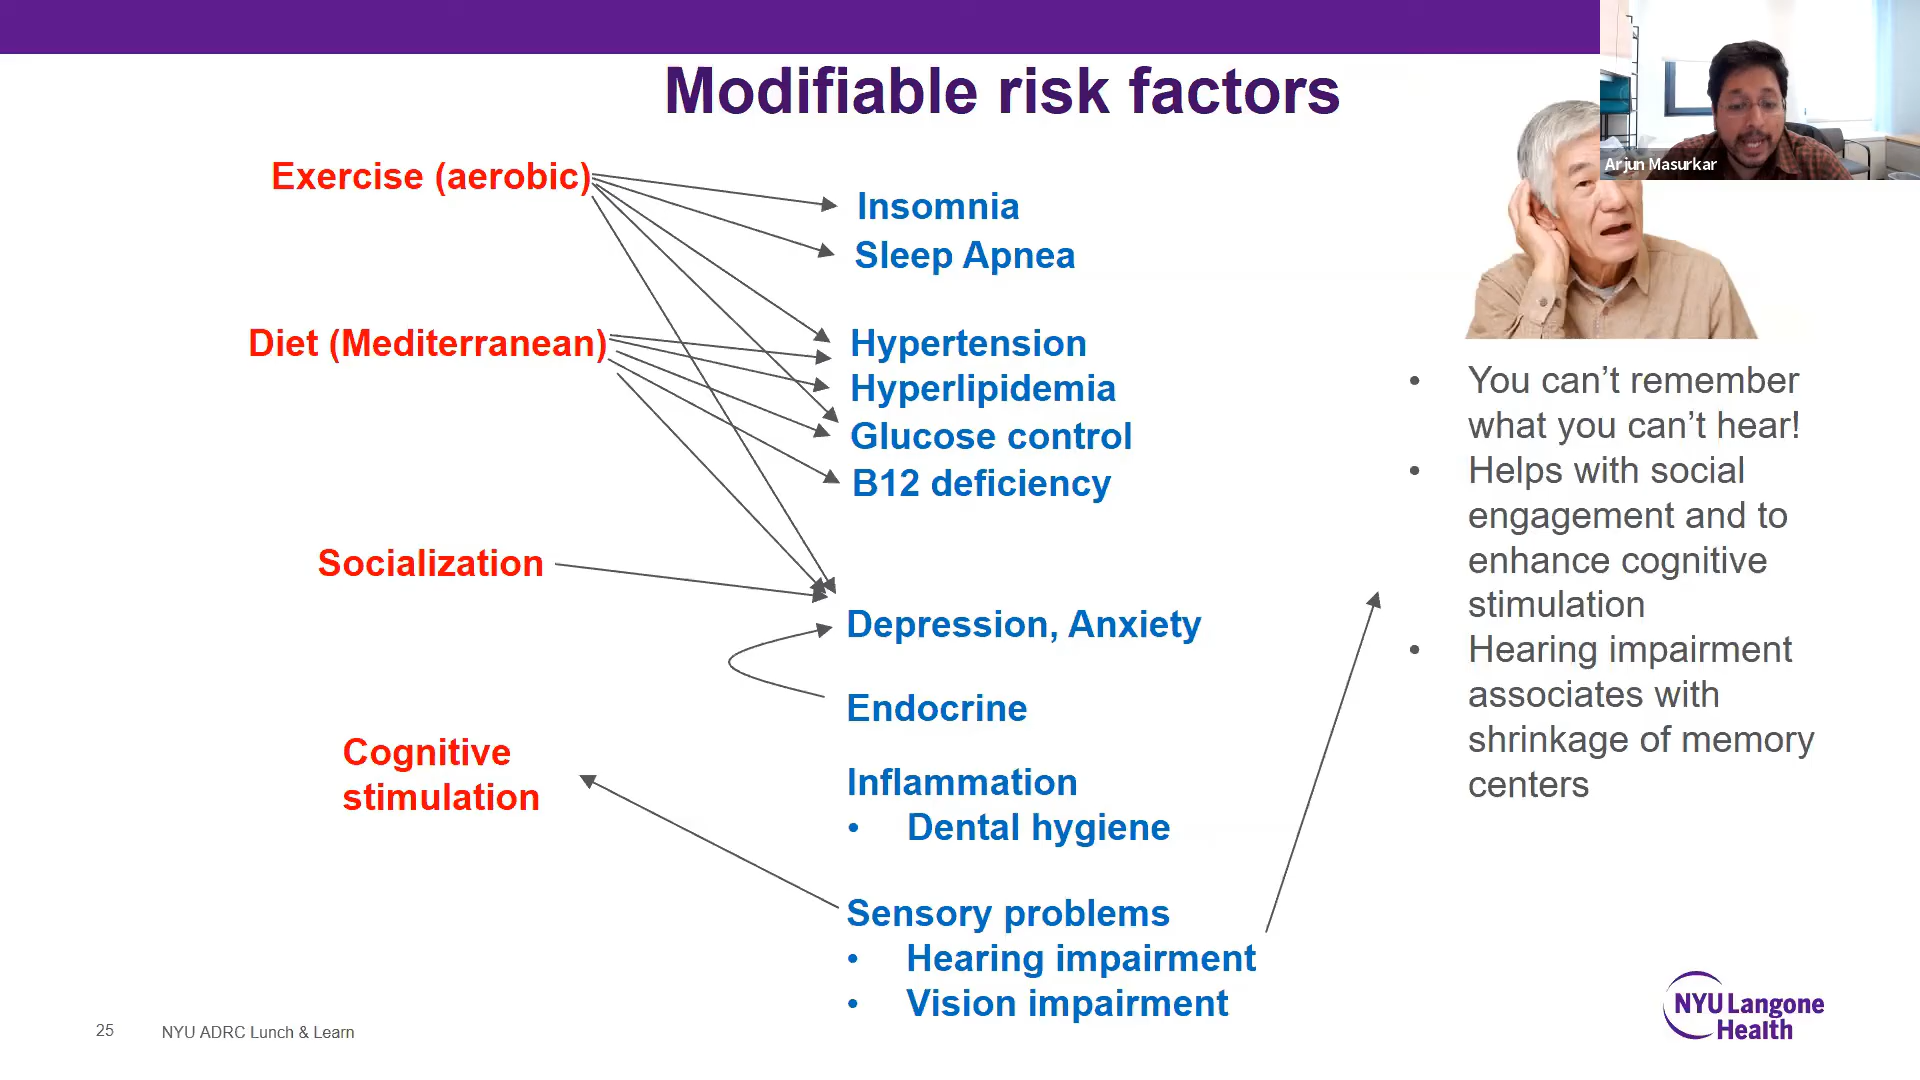 Modifiable risk factors
Arjun Masurkar
Exercise (aerobic)
Diet (Mediterranean)
Socialization
Cognitive
stimulation
Insomnia
Sleep Apnea
Hypertension
Hyperlipidemia
Glucose control
B12 deficiency
Depression, Anxiety
Endocrine
Inflammation
• Dental hygiene
Sensory problems
• Hearing impairment
• Vision impairment
• You can’t remember
what you can’t hear!
• Helps with social
engagement and to
enhance cognitive
stimulation
• Hearing impairment
associates with
shrinkage of memory
centers
25 NYU ADRC Lunch & Learn
NYU Langone
Health